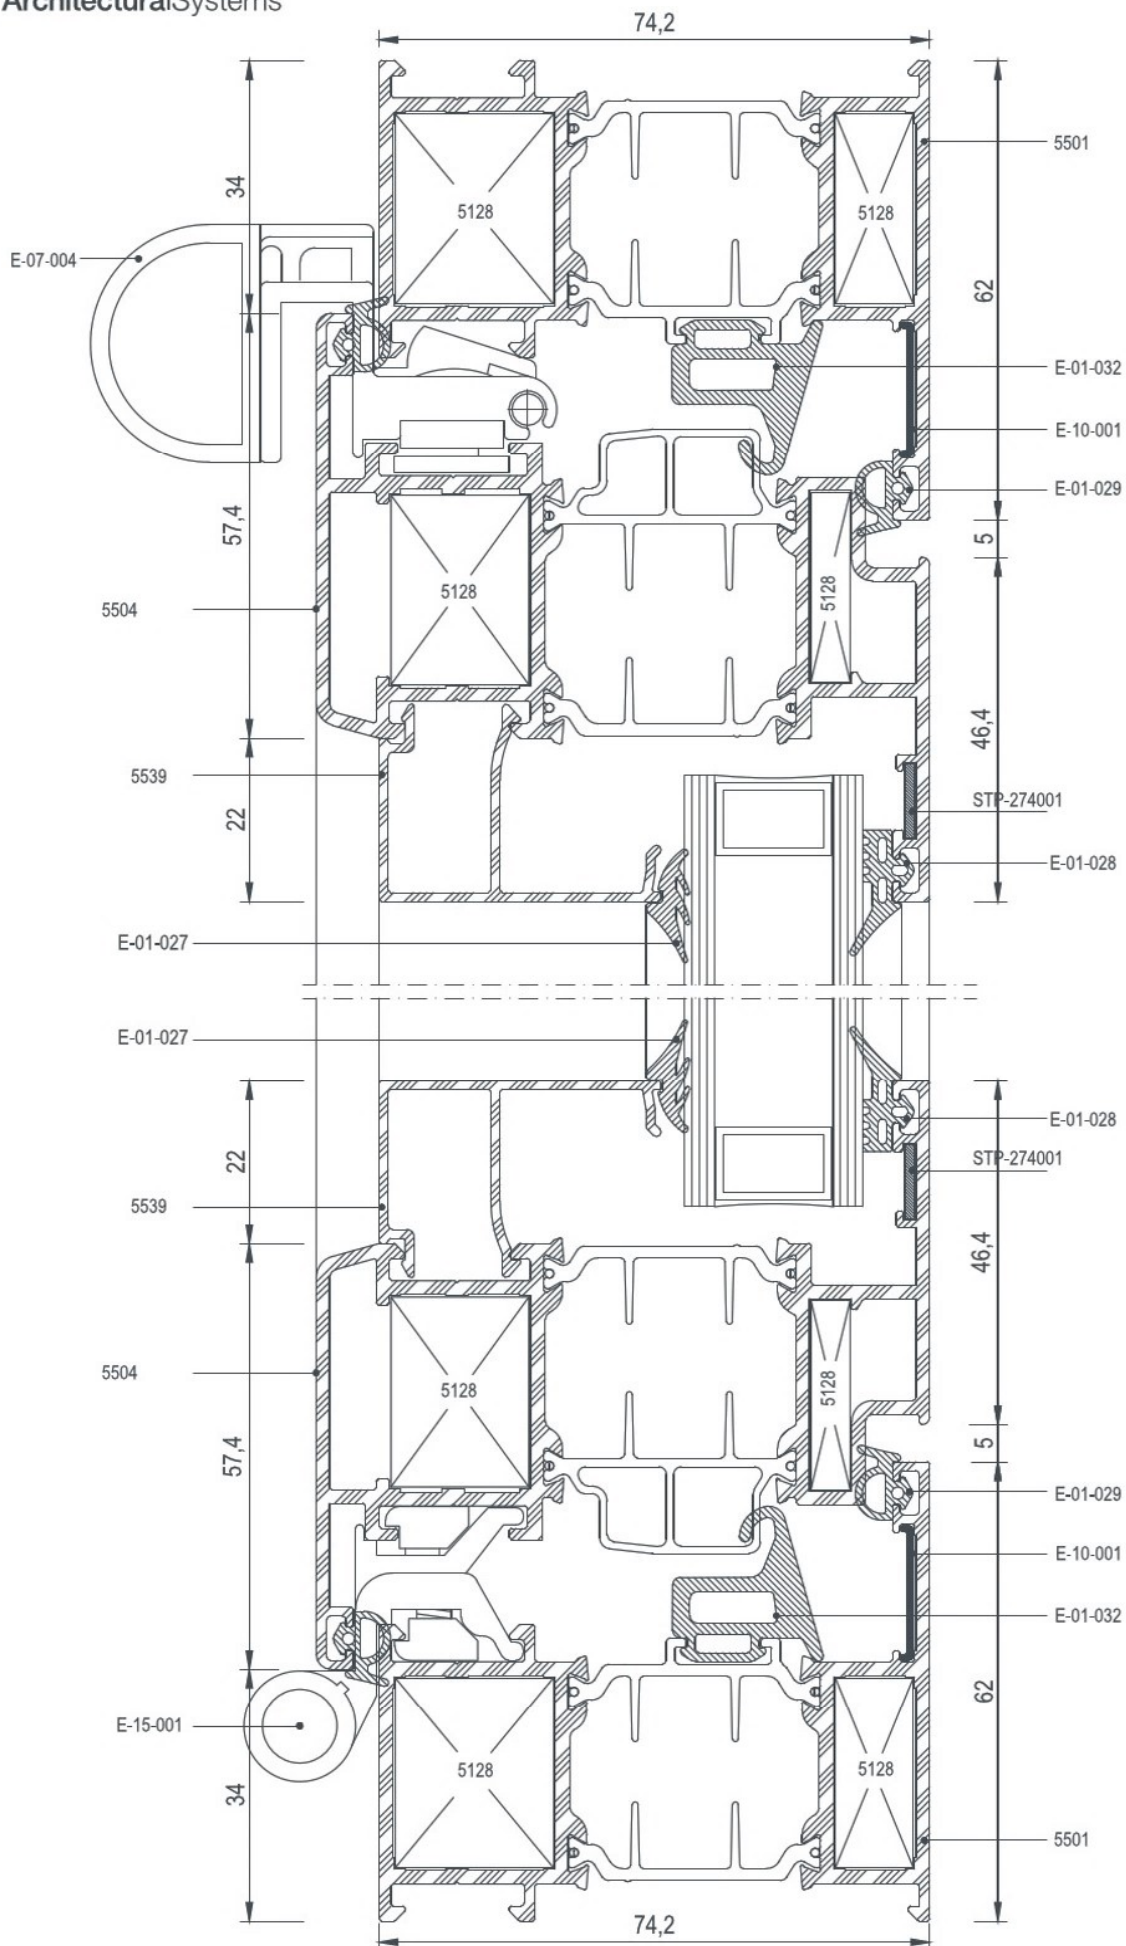 ArchitecturalSystems
74,2
34
5501
5128
5128
E-07-004
62
E-01-032
E-10-001
E-01-029
57,4
5
5128
5128
5504
46,4
5539
STP-274001
22
E-01-028
E-01-027
E-01-027
E-01-028
22
STP-274001
5539
46,4
5504
5128
5128
5
57,4
E-01-029
E-10-001
E-01-032
62
E-15-001
5128
5128
34
5501
74,2